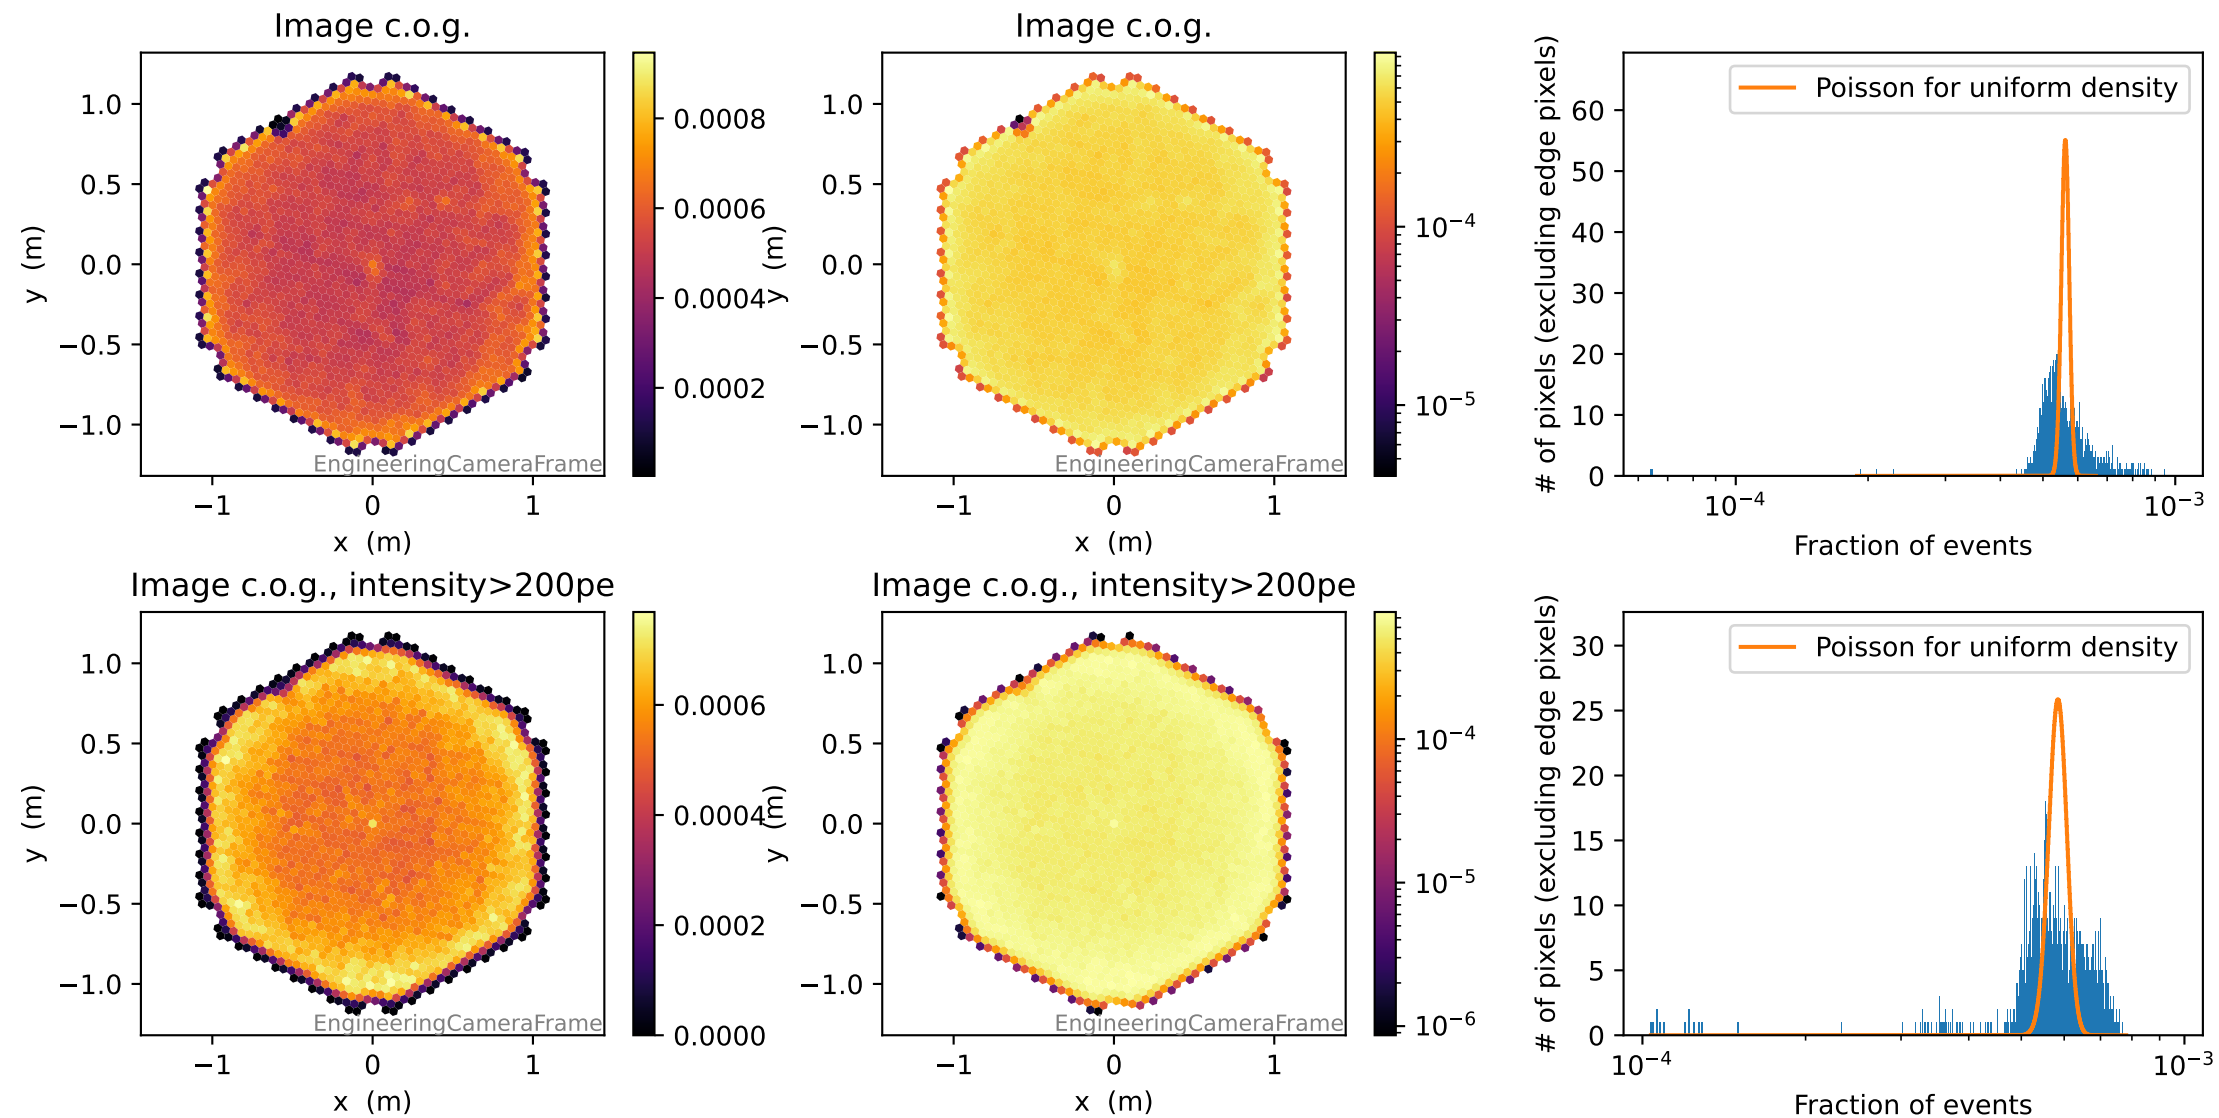 Image c.o.g.
1.0
0.5
0.0
−0.5
−1.0
y (m)
−1 0 1
x (m)
EngineeringCameraFrame
0.0008
0.0006
0.0004
0.0002
Image c.o.g.
1.0
0.5
0.0
−0.5
−1.0
y (m)
−1 0 1
x (m)
EngineeringCameraFrame
10⁻⁴
10⁻⁵
# of pixels (excluding edge pixels)
60
50
40
30
20
10
0
Poisson for uniform density
10⁻⁴ 10⁻³
Fraction of events
Image c.o.g., intensity>200pe
1.0
0.5
0.0
−0.5
−1.0
y (m)
−1 0 1
x (m)
EngineeringCameraFrame
0.0006
0.0004
0.0002
0.0000
Image c.o.g., intensity>200pe
1.0
0.5
0.0
−0.5
−1.0
y (m)
−1 0 1
x (m)
EngineeringCameraFrame
10⁻⁴
10⁻⁵
10⁻⁶
# of pixels (excluding edge pixels)
30
25
20
15
10
5
0
Poisson for uniform density
10⁻⁴ 10⁻³
Fraction of events